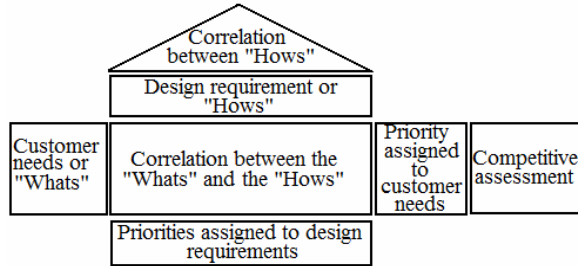 Correlation
between "Hows"
Design requirement or
"Hows"
Customer
needs or
"Whats"
Correlation between the
"Whats" and the "Hows"
Priority
assigned
to
customer
needs
Competitive
assessment
Priorities assigned to design
requirements